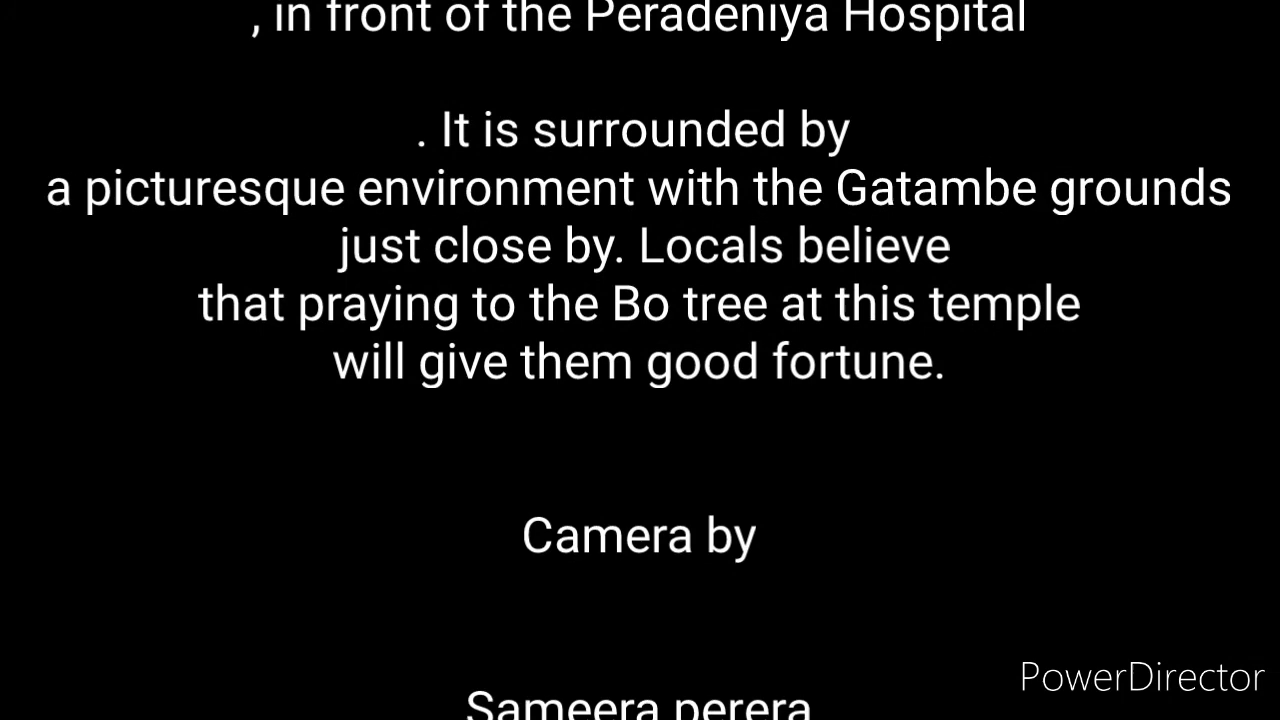 , in front of the Peradeniya Hospital
. It is surrounded by
a picturesque environment with the Gatambe grounds
just close by. Locals believe
that praying to the Bo tree at this temple
will give them good fortune.
Camera by
PowerDirector
Sameera perera